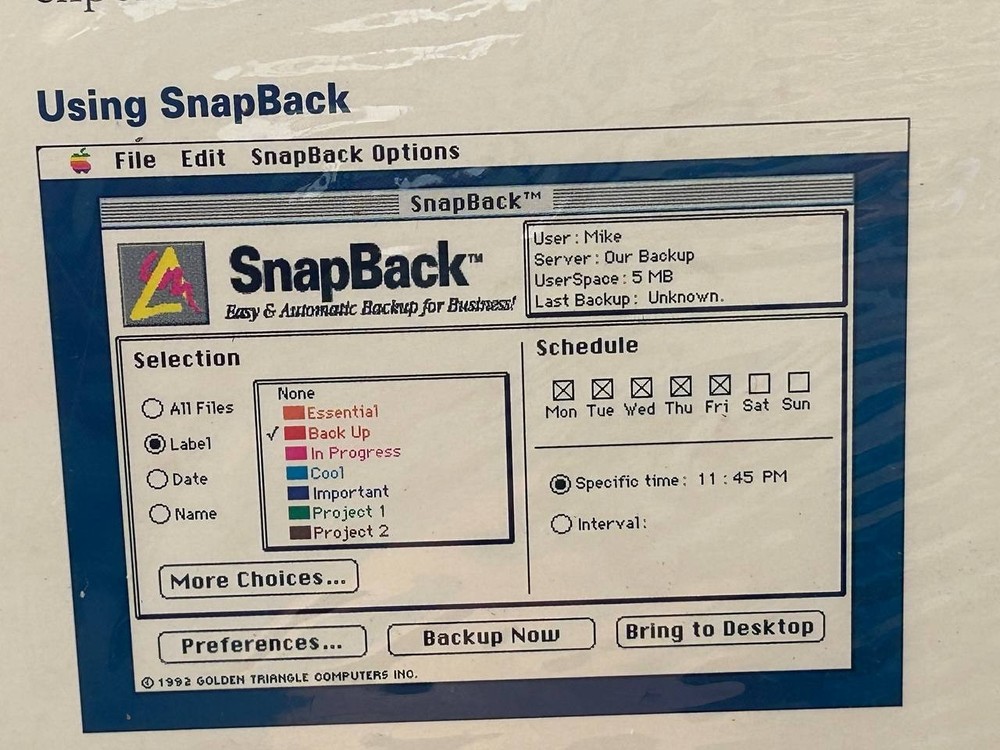 Using SnapBack
File Edit SnapBack Options
SnapBack™
SnapBack™
Easy & Automatic Backup for Business!
User: Mike
Server: Our Backup
UserSpace: 5 MB
Last Backup: Unknown.
Selection
All Files
Label
Date
Name
None
Essential
✓ Back Up
In Progress
Cool
Important
Project 1
Project 2
More Choices...
Schedule
Mon Tue Wed Thu Fri Sat Sun
Specific time: 11:45 PM
Interval:
Preferences... Backup Now Bring to Desktop
© 1992 GOLDEN TRIANGLE COMPUTERS INC.